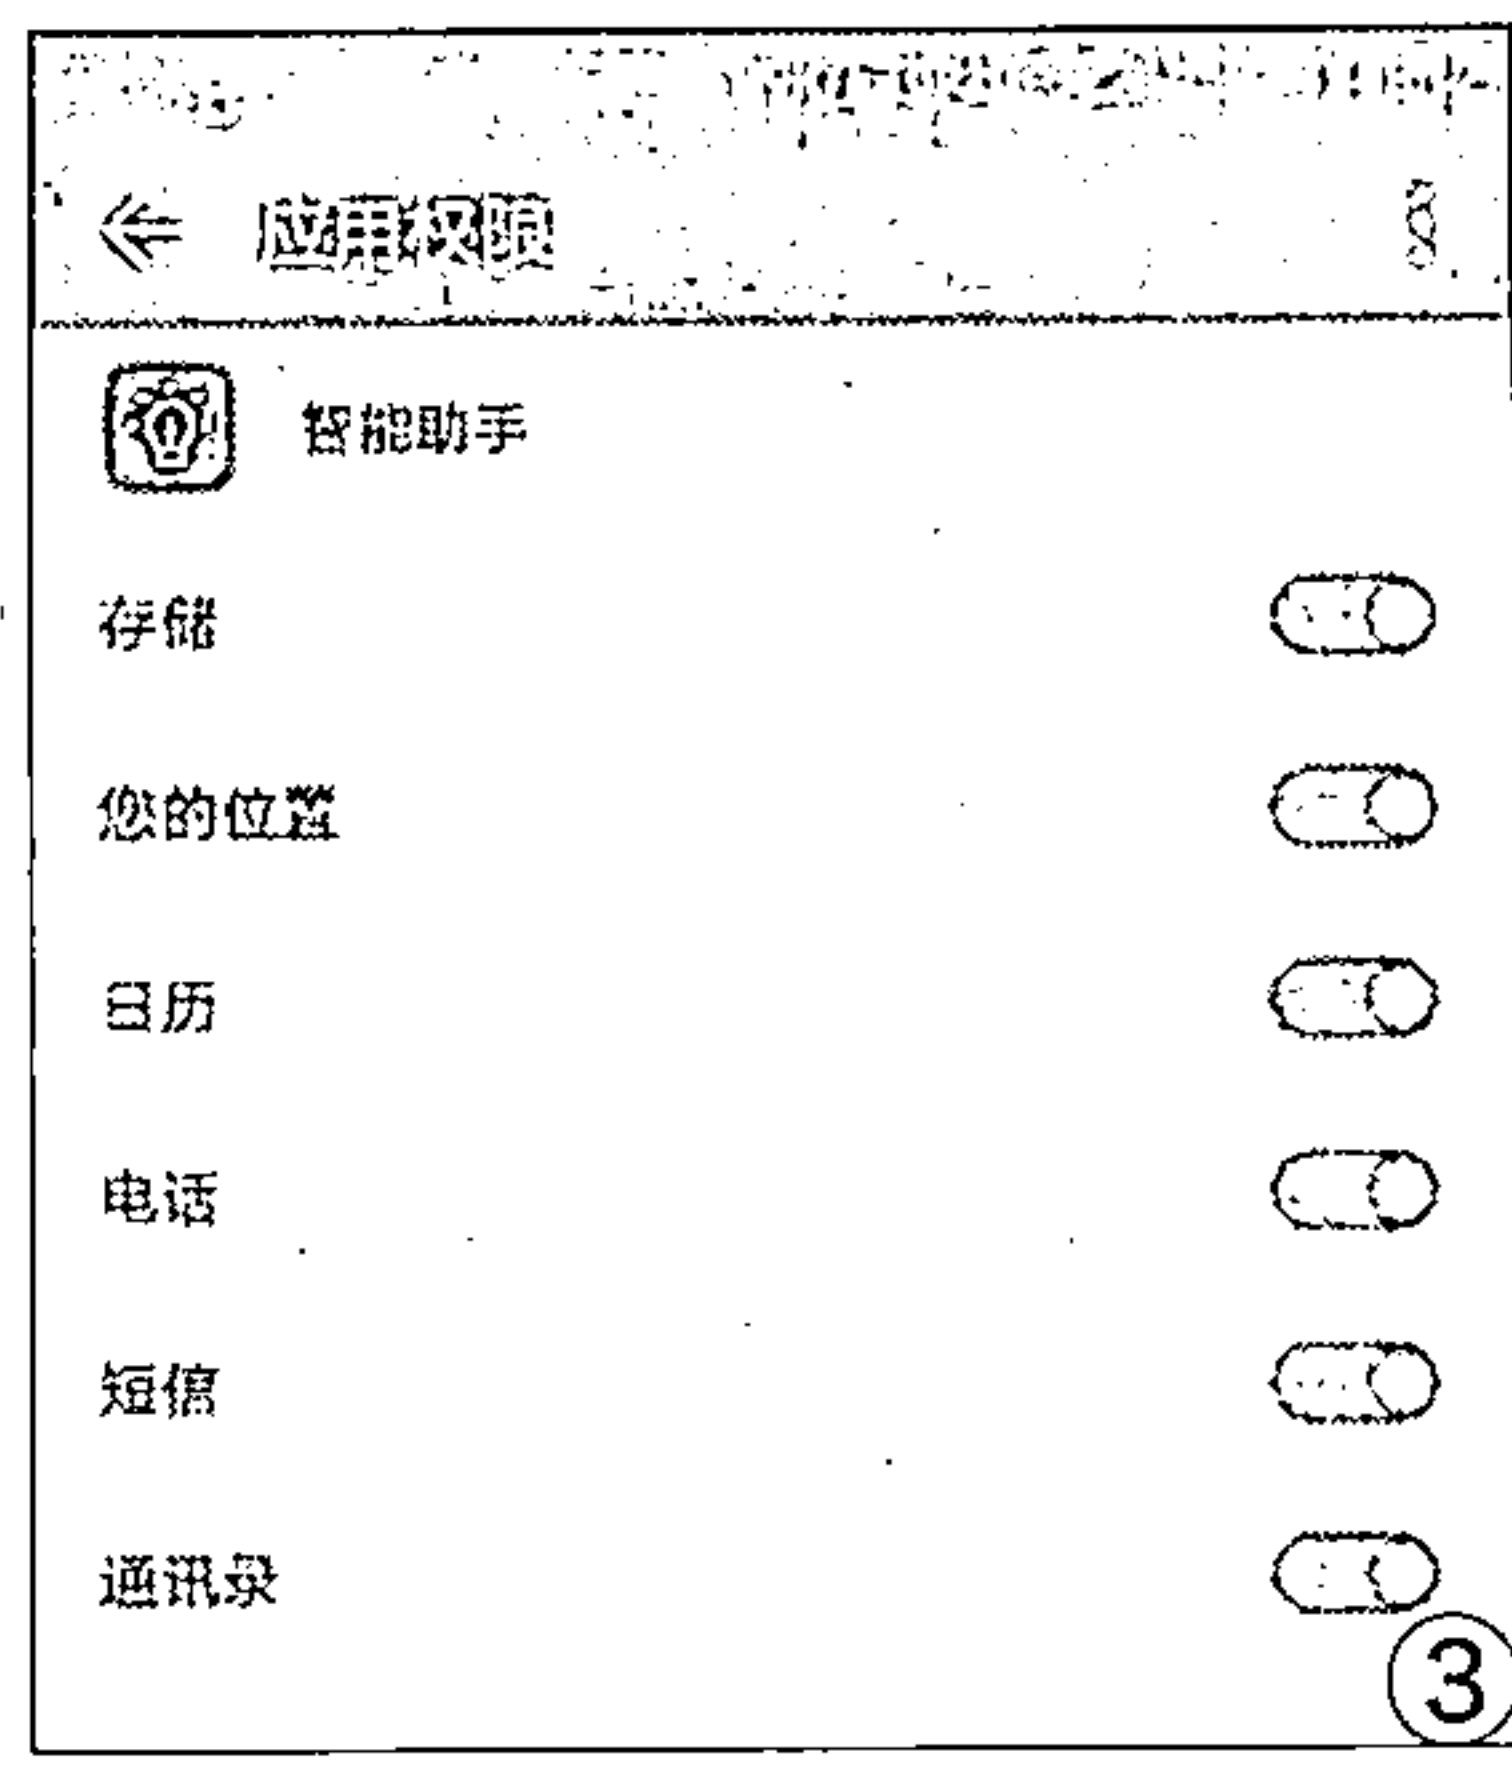 应用权限
智能助手
存储
您的位置
日历
电话
短信
通讯录
③